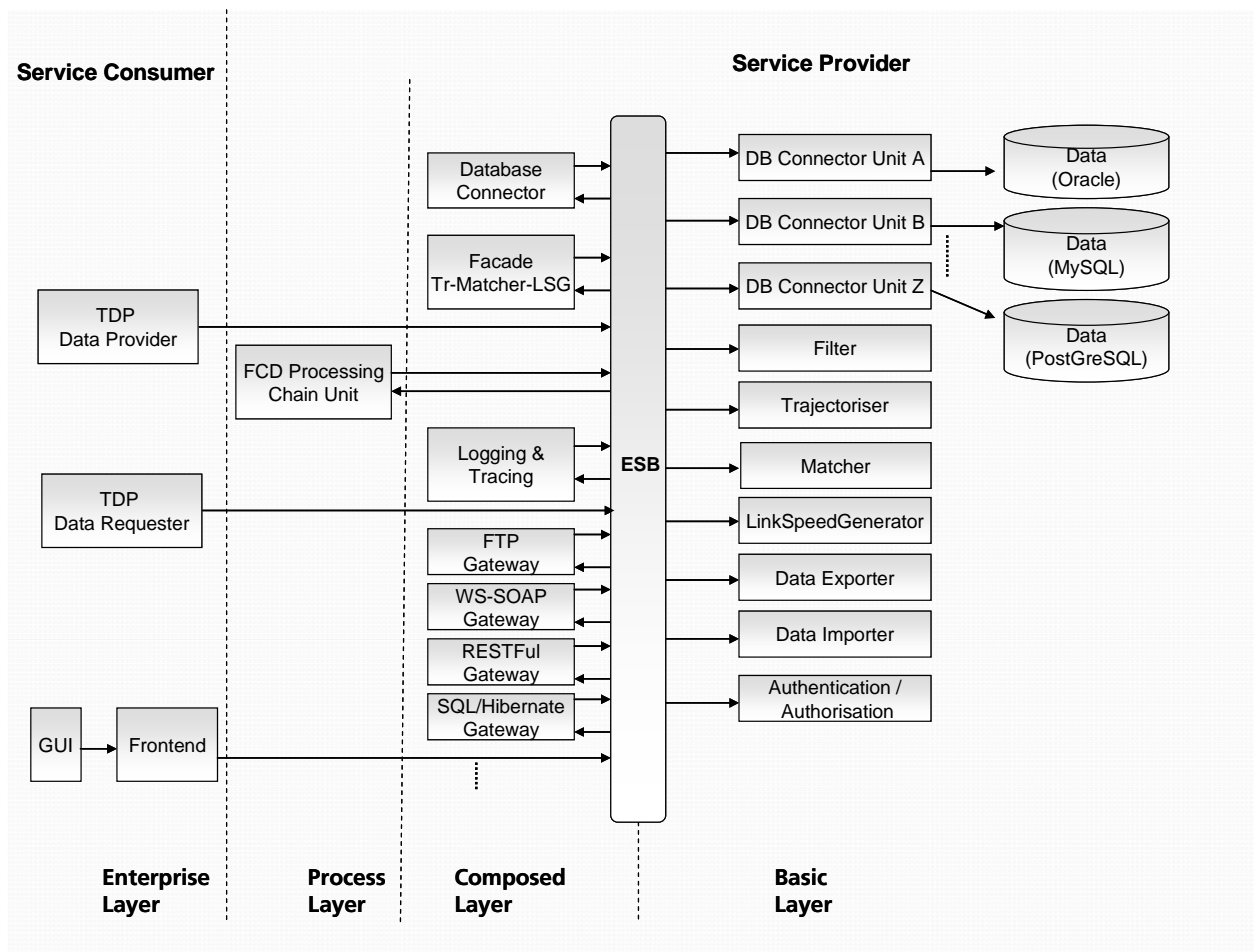 Service Consumer
Service Provider
Database
Connector
Facade
Tr-Matcher-LSG
TDP
Data Provider
FCD Processing
Chain Unit
Logging &
Tracing
TDP
Data Requester
FTP
Gateway
WS-SOAP
Gateway
RESTFul
Gateway
SQL/Hibernate
Gateway
GUI
Frontend
ESB
DB Connector Unit A
DB Connector Unit B
DB Connector Unit Z
Filter
Trajectoriser
Matcher
LinkSpeedGenerator
Data Exporter
Data Importer
Authentication /
Authorisation
Data
(Oracle)
Data
(MySQL)
Data
(PostGreSQL)
Enterprise
Layer
Process
Layer
Composed
Layer
Basic
Layer